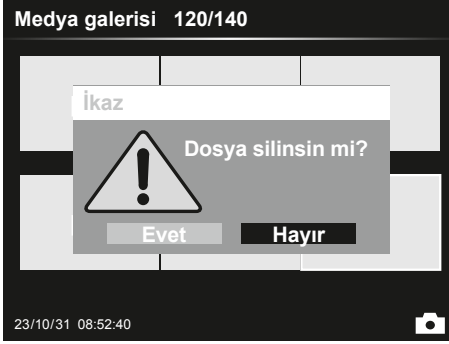 Medya galerisi 120/140
İkaz
Dosya silinsin mi?
Evet Hayır
23/10/31 08:52:40